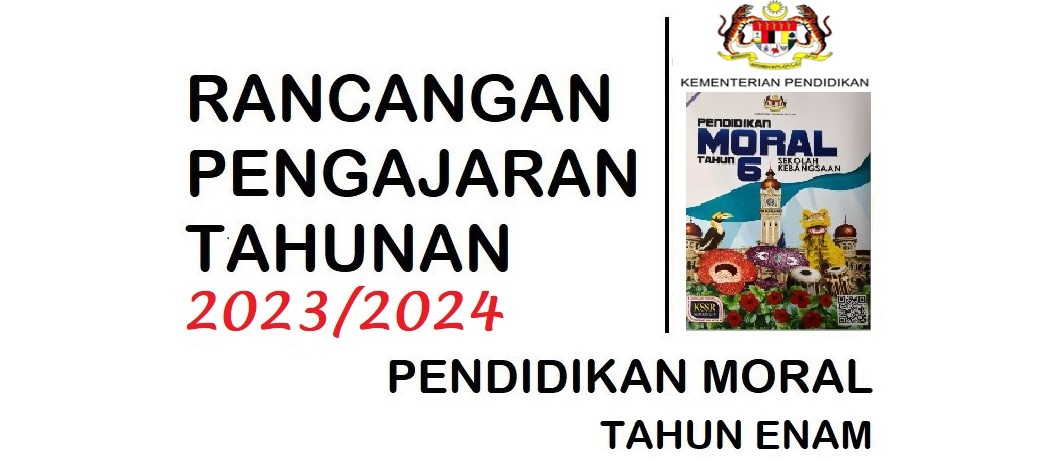 RANCANGAN
PENGAJARAN
TAHUNAN
2023/2024
KEMENTERIAN PENDIDIKAN
PENDIDIKAN
MORAL
TAHUN 6
SEKOLAH
KEBANGSAAN
KSSR
PENDIDIKAN MORAL
TAHUN ENAM